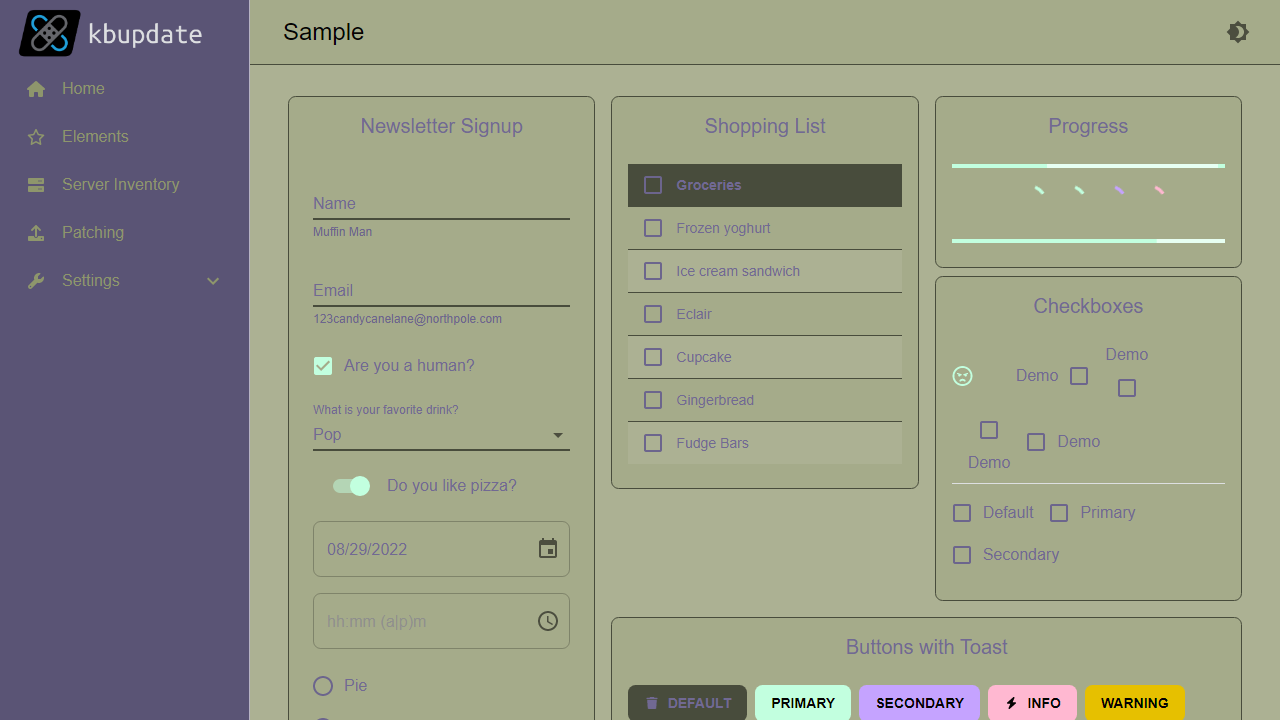 kbupdate
Home
Elements
Server Inventory
Patching
Settings
Sample
Newsletter Signup
Name
Muffin Man
Email
123candycanelane@northpole.com
Are you a human?
What is your favorite drink?
Pop
Do you like pizza?
08/29/2022
hh:mm (a|p)m
Pie
Shopping List
Groceries
Frozen yoghurt
Ice cream sandwich
Eclair
Cupcake
Gingerbread
Fudge Bars
Progress
Checkboxes
Demo
Demo
Demo
Demo
Default Primary
Secondary
Buttons with Toast
DEFAULT PRIMARY SECONDARY INFO WARNING